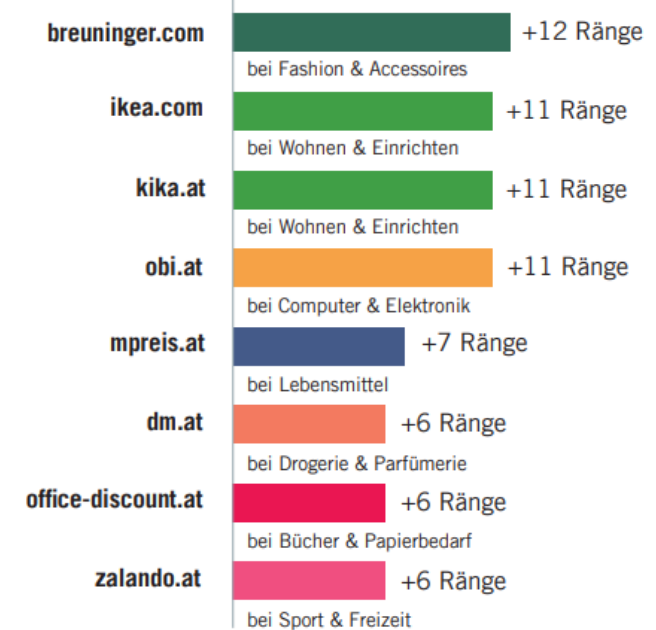 breuninger.com +12 Ränge
bei Fashion & Accessoires
ikea.com +11 Ränge
bei Wohnen & Einrichten
kika.at +11 Ränge
bei Wohnen & Einrichten
obi.at +11 Ränge
bei Computer & Elektronik
mpreis.at +7 Ränge
bei Lebensmittel
dm.at +6 Ränge
bei Drogerie & Parfümerie
office-discount.at +6 Ränge
bei Bücher & Papierbedarf
zalando.at +6 Ränge
bei Sport & Freizeit